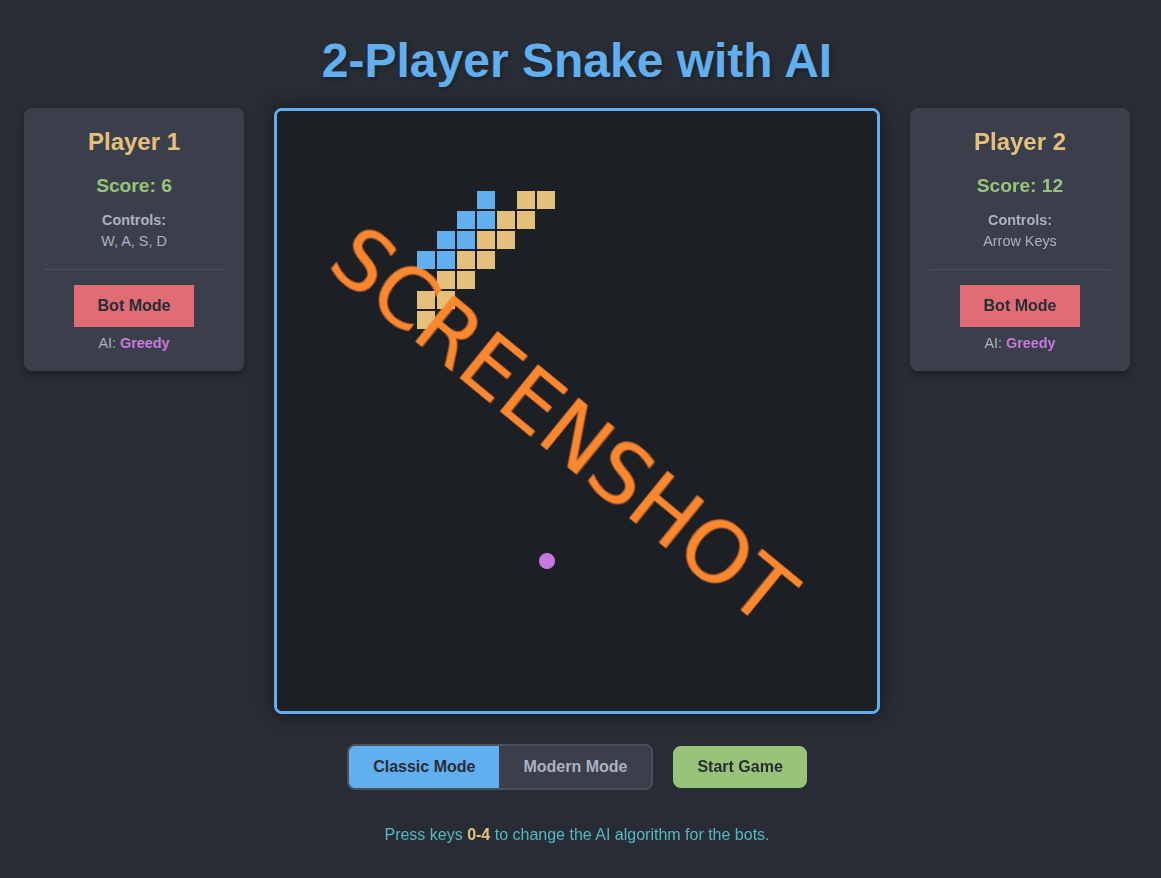 2-Player Snake with AI
Player 1
Score: 6
Controls:
W, A, S, D
Bot Mode
AI: Greedy
SCREENSHOT
Player 2
Score: 12
Controls:
Arrow Keys
Bot Mode
AI: Greedy
Classic Mode
Modern Mode
Start Game
Press keys 0-4 to change the AI algorithm for the bots.